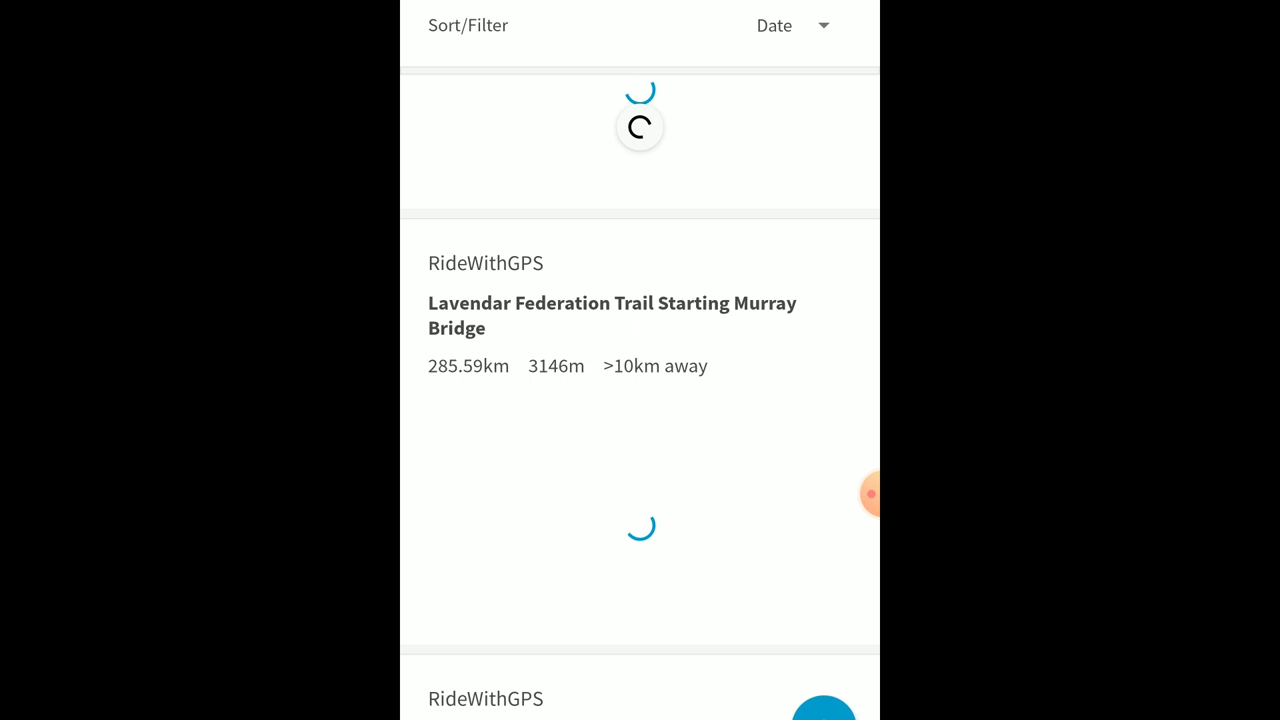 Sort/Filter Date
RideWithGPS
Lavendar Federation Trail Starting Murray
Bridge
285.59km 3146m >10km away
RideWithGPS